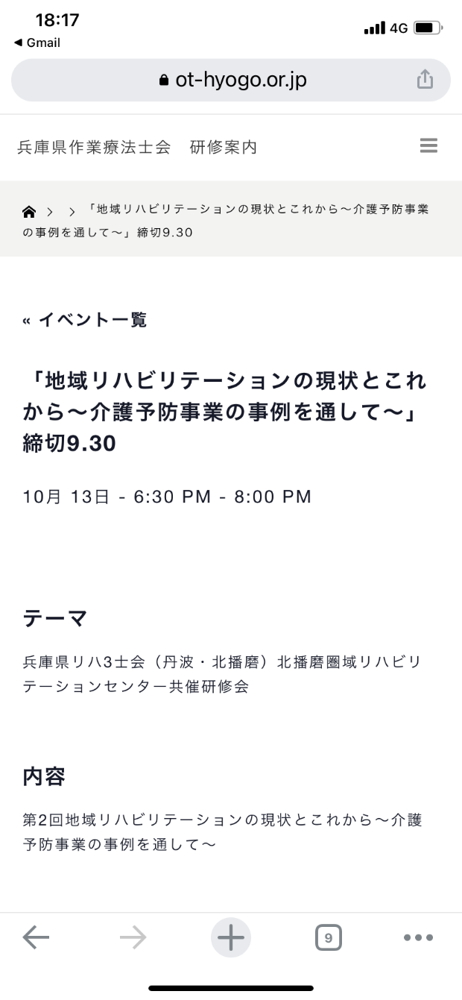 18:17
4G
◀ Gmail
ot-hyogo.or.jp
兵庫県作業療法士会　研修案内
> > 「地域リハビリテーションの現状とこれから〜介護予防事業
の事例を通して〜」締切9.30
« イベント一覧
「地域リハビリテーションの現状とこれ
から〜介護予防事業の事例を通して〜」
締切9.30
10月 13日 - 6:30 PM - 8:00 PM
テーマ
兵庫県リハ3士会（丹波・北播磨）北播磨圏域リハビリ
テーションセンター共催研修会
内容
第2回地域リハビリテーションの現状とこれから〜介護
予防事業の事例を通して〜
9